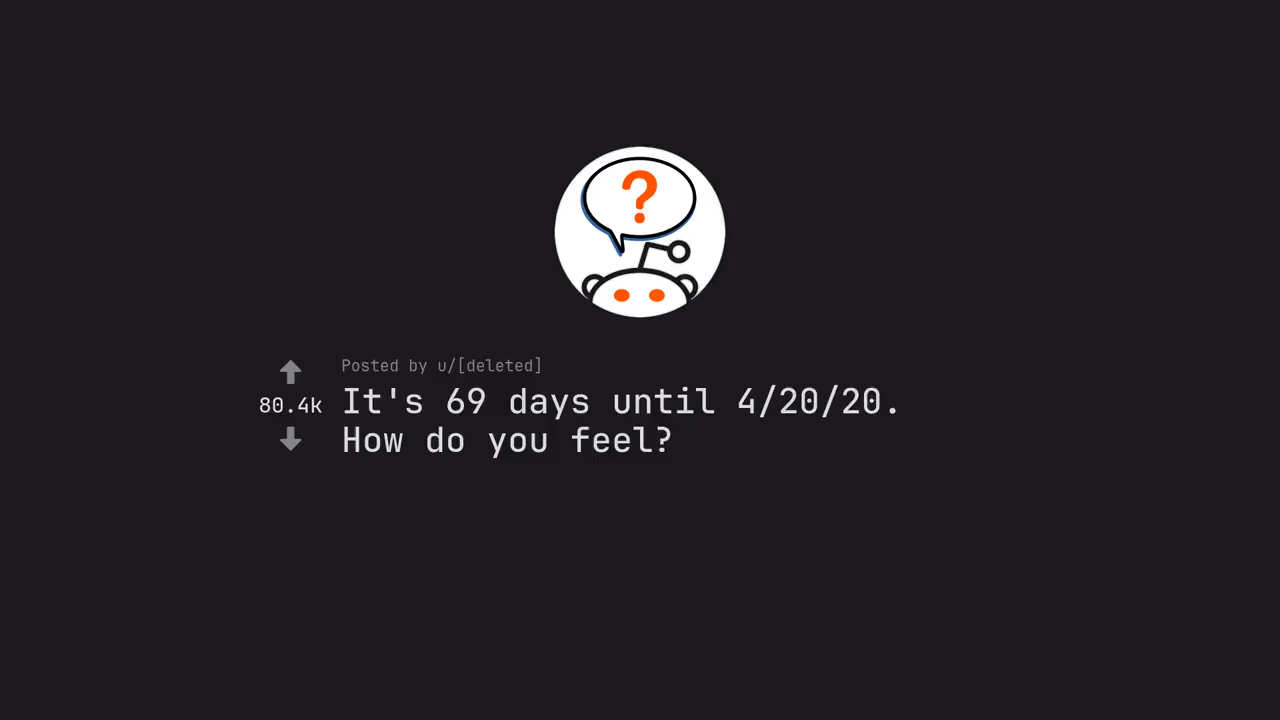 ?
Posted by u/[deleted]
80.4k
It's 69 days until 4/20/20.
How do you feel?